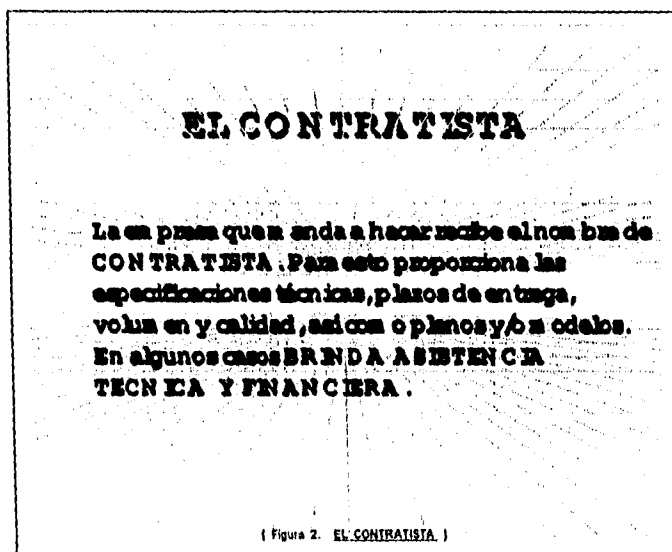 EL CONTRATISTA
La empresa que manda a hacer recibe el nombre de
CONTRATISTA. Para esto proporciona las
especificaciones técnicas, plazos de entrega,
volumen y calidad, así como planos y/o modelos.
En algunos casos BRINDA ASISTENCIA
TECNICA Y FINANCIERA.
( Figura 2. EL CONTRATISTA )